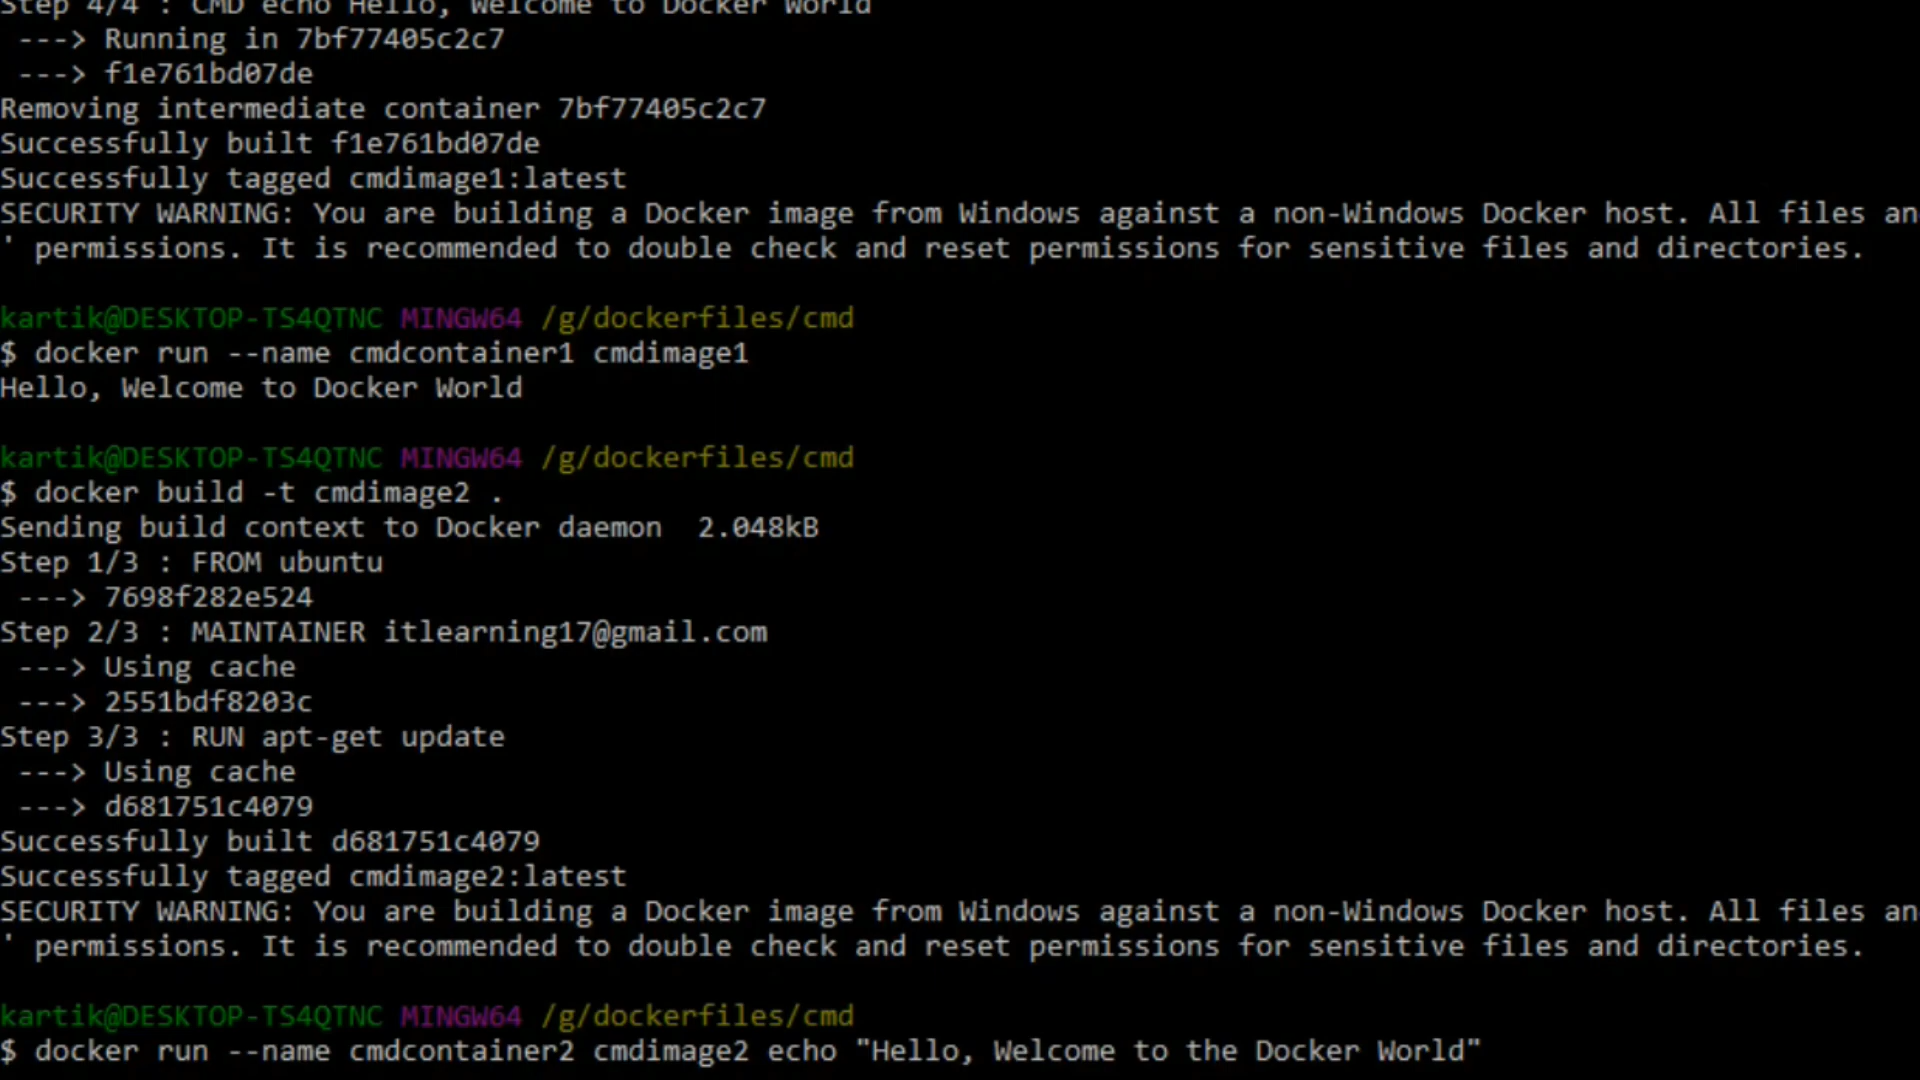 Step 4/4 : CMD echo Hello, Welcome to Docker World
---> Running in 7bf77405c2c7
---> f1e761bd07de
Removing intermediate container 7bf77405c2c7
Successfully built f1e761bd07de
Successfully tagged cmdimage1:latest
SECURITY WARNING: You are building a Docker image from Windows against a non-Windows Docker host. All files an
' permissions. It is recommended to double check and reset permissions for sensitive files and directories.
kartik@DESKTOP-TS4QTNC MINGW64 /g/dockerfiles/cmd
$ docker run --name cmdcontainer1 cmdimage1
Hello, Welcome to Docker World
kartik@DESKTOP-TS4QTNC MINGW64 /g/dockerfiles/cmd
$ docker build -t cmdimage2 .
Sending build context to Docker daemon  2.048kB
Step 1/3 : FROM ubuntu
---> 7698f282e524
Step 2/3 : MAINTAINER itlearning17@gmail.com
---> Using cache
---> 2551bdf8203c
Step 3/3 : RUN apt-get update
---> Using cache
---> d681751c4079
Successfully built d681751c4079
Successfully tagged cmdimage2:latest
SECURITY WARNING: You are building a Docker image from Windows against a non-Windows Docker host. All files an
' permissions. It is recommended to double check and reset permissions for sensitive files and directories.
kartik@DESKTOP-TS4QTNC MINGW64 /g/dockerfiles/cmd
$ docker run --name cmdcontainer2 cmdimage2 echo "Hello, Welcome to the Docker World"